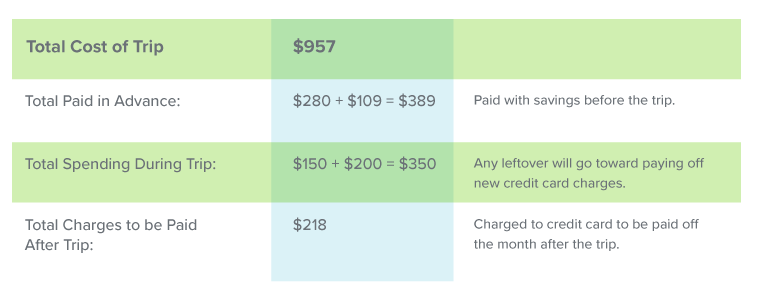 Total Cost of Trip $957
Total Paid in Advance: $280 + $109 = $389 Paid with savings before the trip.
Total Spending During Trip: $150 + $200 = $350 Any leftover will go toward paying off
new credit card charges.
Total Charges to be Paid $218 Charged to credit card to be paid off
After Trip: the month after the trip.